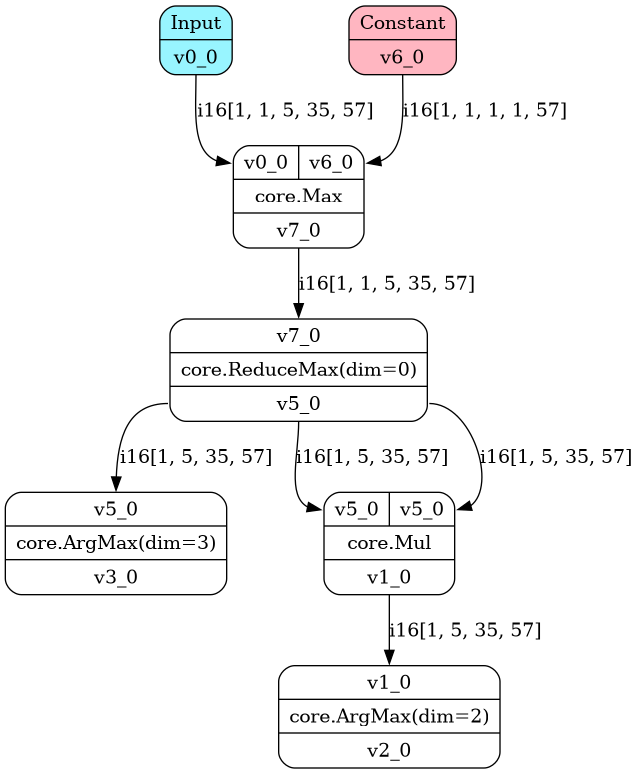 Input
v0_0
Constant
v6_0
i16[1, 1, 5, 35, 57]
i16[1, 1, 1, 1, 57]
v0_0 v6_0
core.Max
v7_0
i16[1, 1, 5, 35, 57]
v7_0
core.ReduceMax(dim=0)
v5_0
i16[1, 5, 35, 57]
i16[1, 5, 35, 57]
i16[1, 5, 35, 57]
v5_0
core.ArgMax(dim=3)
v3_0
v5_0 v5_0
core.Mul
v1_0
i16[1, 5, 35, 57]
v1_0
core.ArgMax(dim=2)
v2_0